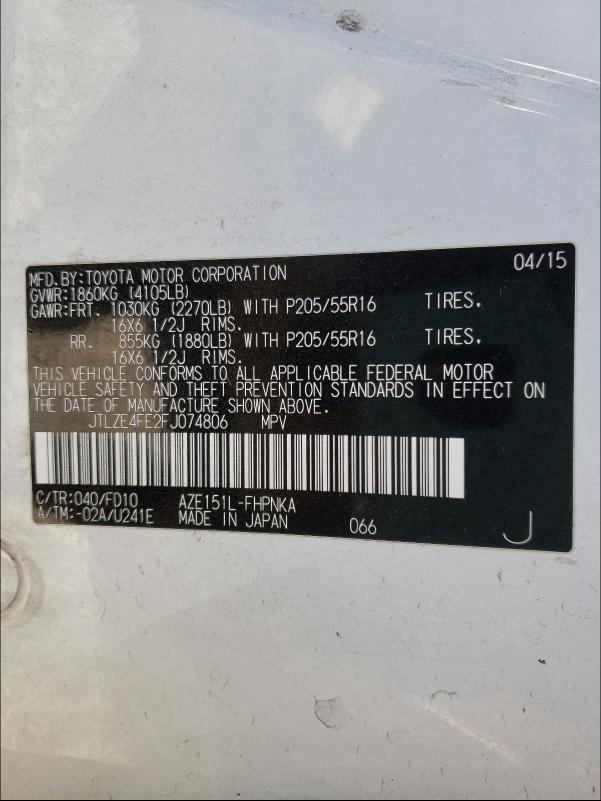 MFD.BY:TOYOTA MOTOR CORPORATION 04/15
GVWR:1860KG (4105LB)
GAWR:FRT. 1030KG (2270LB) WITH P205/55R16 TIRES,
16X6 1/2J RIMS.
RR. 855KG (1880LB) WITH P205/55R16 TIRES,
16X6 1/2J RIMS.
THIS VEHICLE CONFORMS TO ALL APPLICABLE FEDERAL MOTOR
VEHICLE SAFETY AND THEFT PREVENTION STANDARDS IN EFFECT ON
THE DATE OF MANUFACTURE SHOWN ABOVE.
JTLZE4FE2FJ074806 MPV
C/TR:040/FD10 AZE151L-FHPNKA
A/TM:-02A/U241E MADE IN JAPAN 066 J